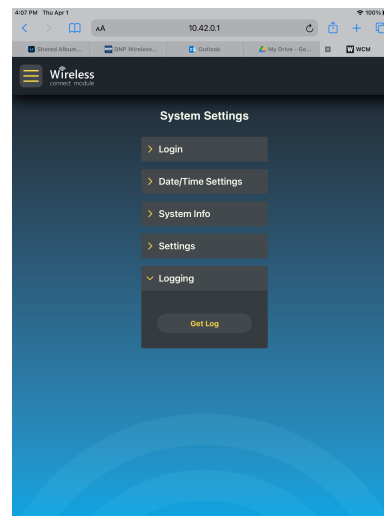 4:07 PM Thu Apr 1 100%
AA 10.42.0.1
Shared Album... DNP Wireless... Outlook My Drive - Go... WCM
Wireless
connect module
System Settings
Login
Date/Time Settings
System Info
Settings
Logging
Get Log